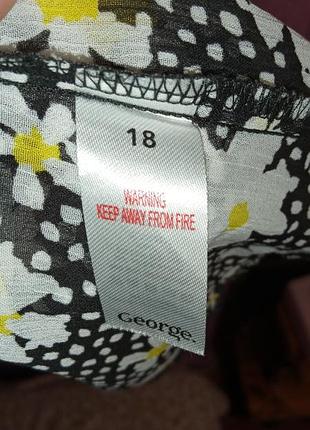 18
WARNING
KEEP AWAY FROM FIRE
George.